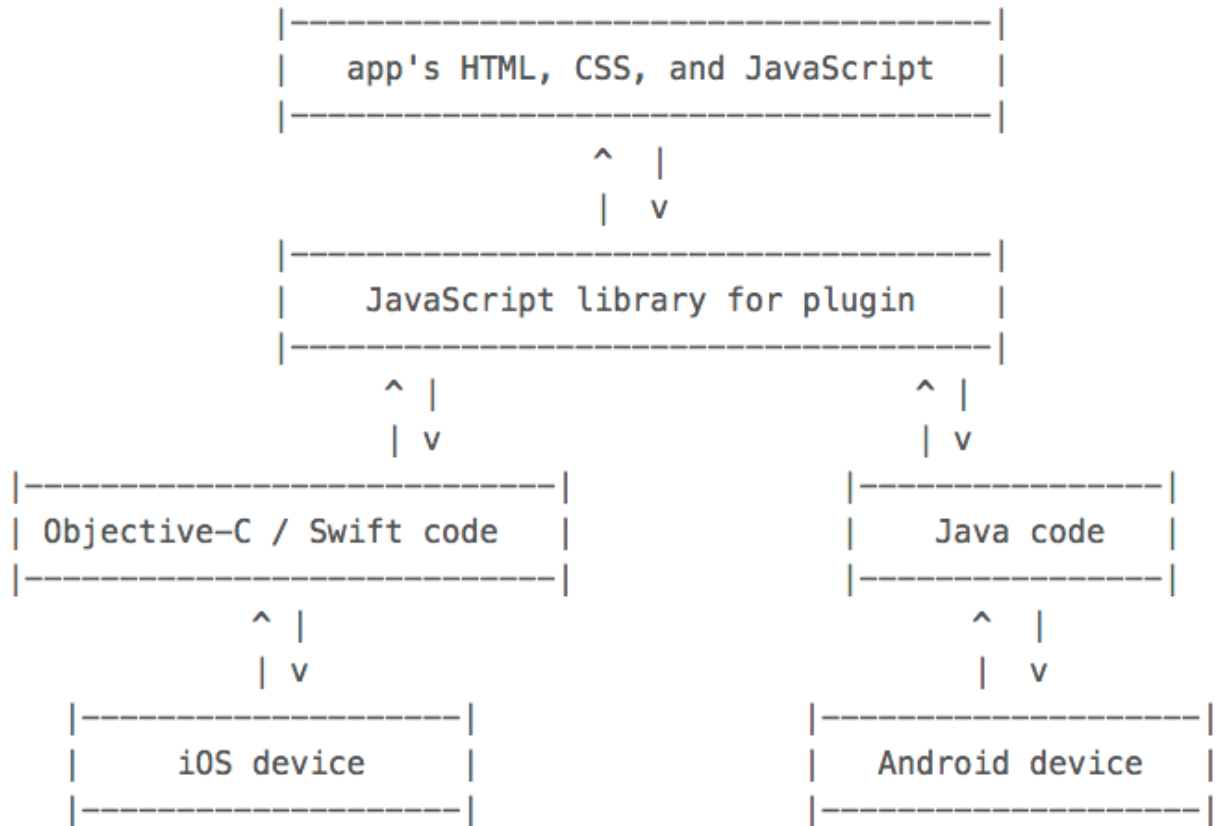 |-------------------------------------|
|   app's HTML, CSS, and JavaScript   |
|-------------------------------------|
^  |
|  v
|-------------------------------------|
|    JavaScript library for plugin    |
|-------------------------------------|
^ |                         ^ |
| v                         | v
|----------------------------|              |----------------|
| Objective-C / Swift code   |              |    Java code   |
|----------------------------|              |----------------|
^ |                                   ^  |
| v                                   |  v
|--------------------|                 |--------------------|
|     iOS device     |                 |   Android device   |
|--------------------|                 |--------------------|